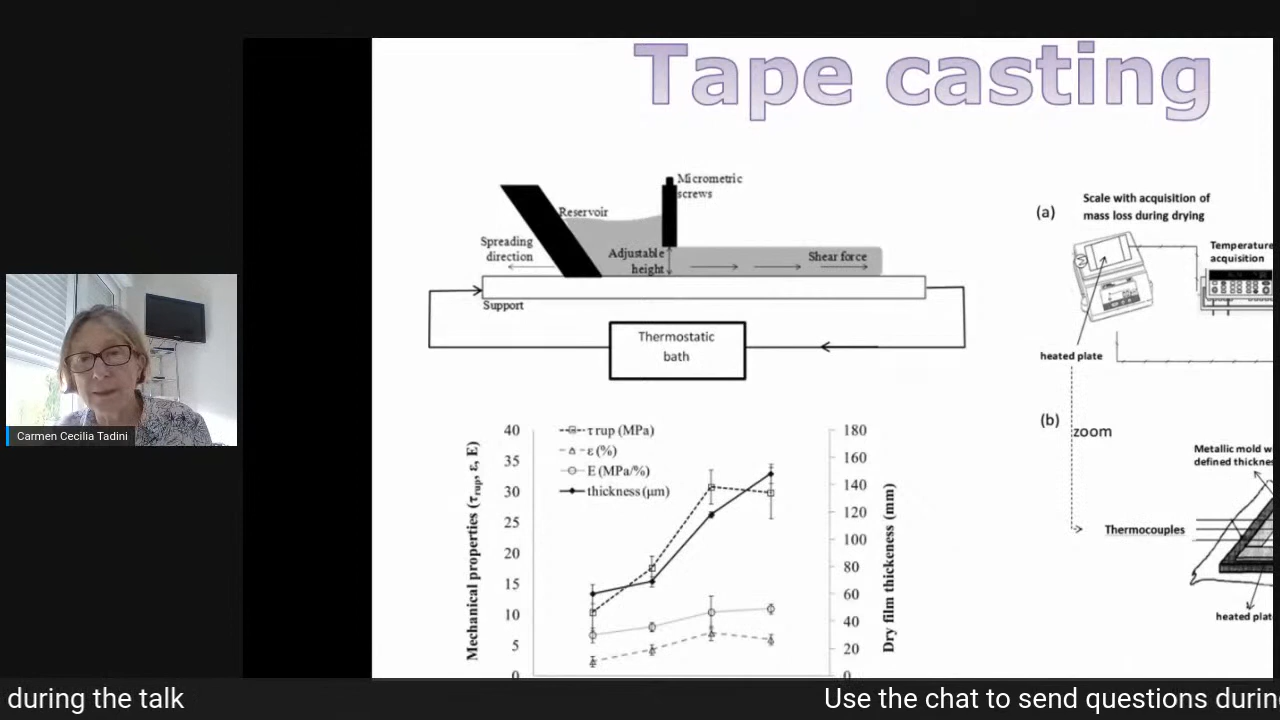 Tape casting
Micrometric
screws
Reservoir
Spreading
direction
Adjustable
height
Shear force
Support
Thermostatic
bath
(a)
Scale with acquisition of
mass loss during drying
Temperature
acquisition
heated plate
(b)
zoom
Metallic mold w
defined thicknes
Thermocouples
heated plat
Mechanical properties (τrup, ε, E)
40
35
30
25
20
15
10
5
0
τ rup (MPa)
ε (%)
E (MPa/%)
thickness (μm)
180
160
140
120
100
80
60
40
20
0
Dry film thickeness (mm)
Carmen Cecilia Tadini
during the talk
Use the chat to send questions durin